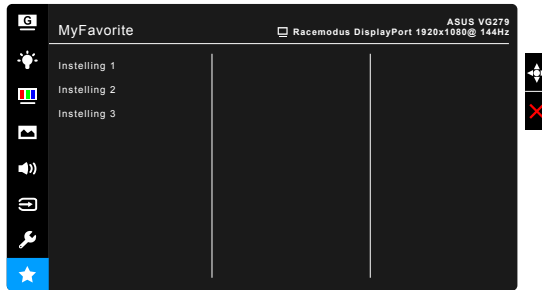 G
MyFavorite
ASUS VG279
Racemodus DisplayPort 1920x1080@ 144Hz
Instelling 1
Instelling 2
Instelling 3